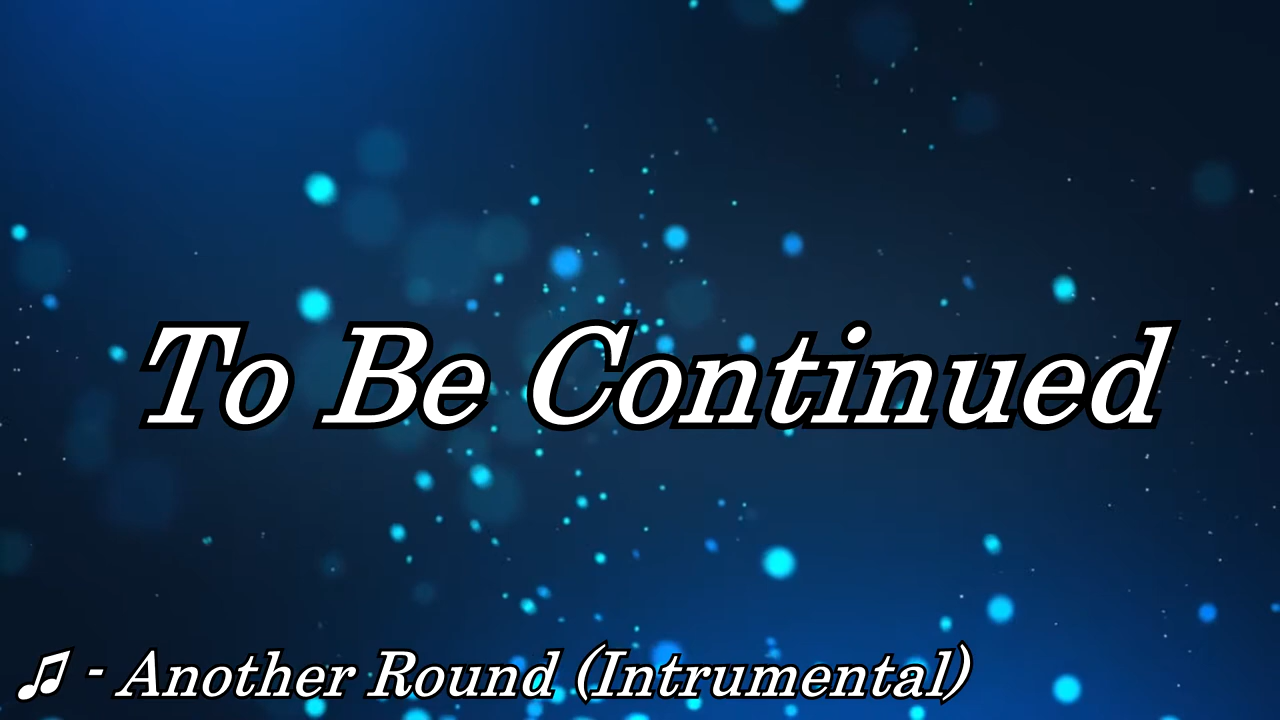 To Be Continued
♫ - Another Round (Intrumental)